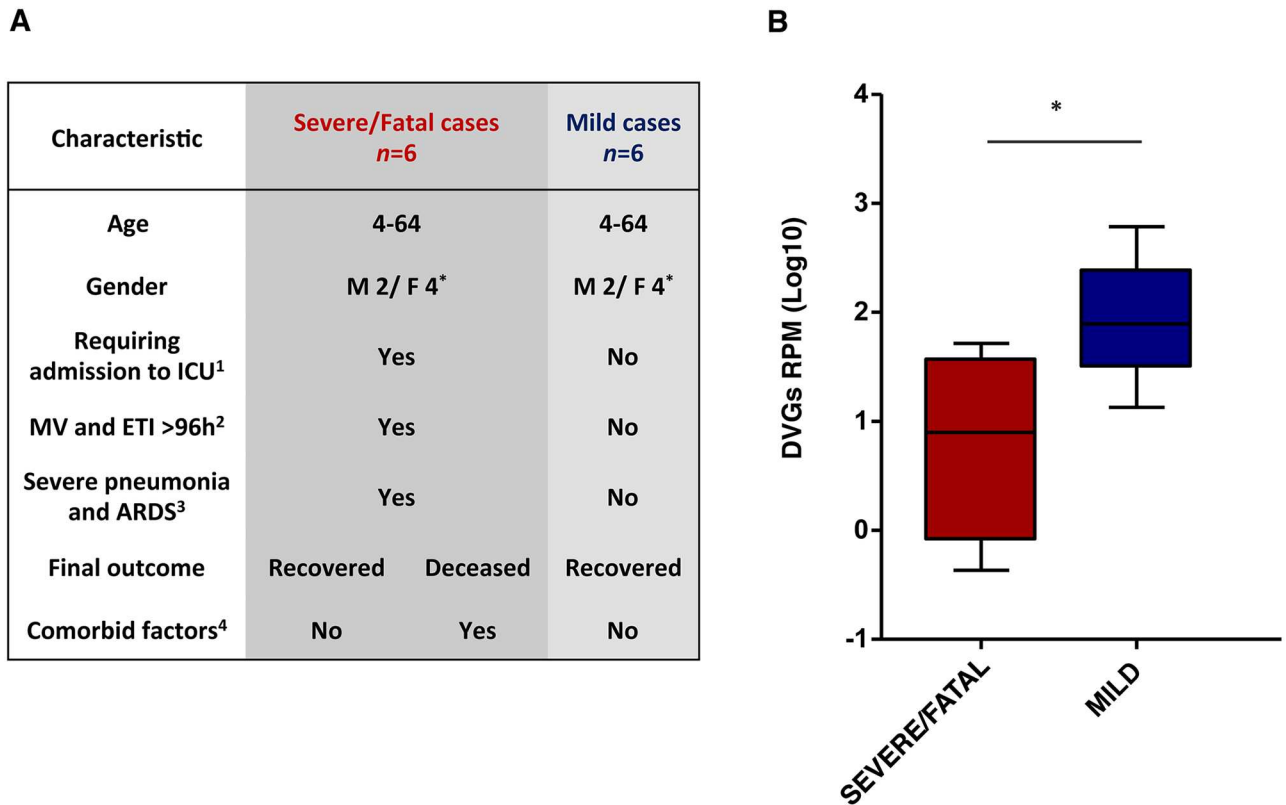 A
Characteristic
Severe/Fatal cases
n=6
Mild cases
n=6
Age
4-64
4-64
Gender
M 2/ F 4*
M 2/ F 4*
Requiring
admission to ICU1
Yes
No
MV and ETI >96h2
Yes
No
Severe pneumonia
and ARDS3
Yes
No
Final outcome
Recovered
Deceased
Recovered
Comorbid factors4
No
Yes
No
B
DVGs RPM (Log10)
4
3
2
1
0
-1
*
SEVERE/FATAL
MILD